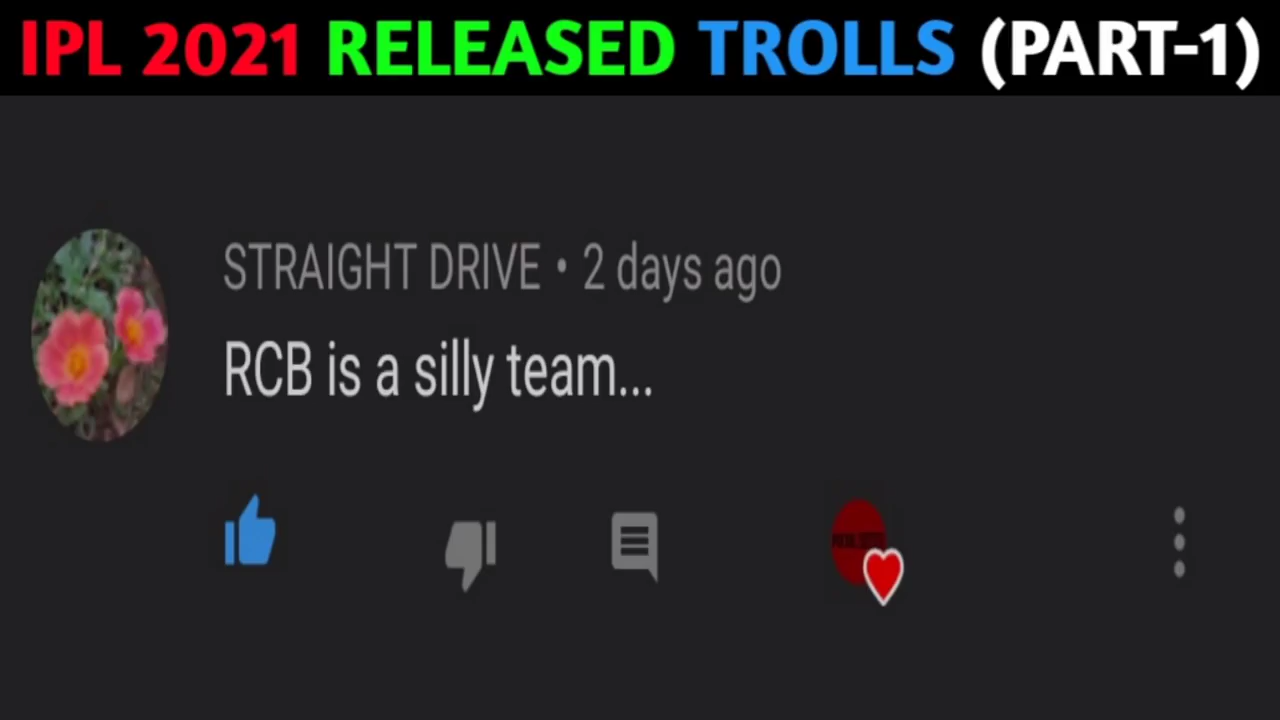 IPL 2021 RELEASED TROLLS (PART-1)
STRAIGHT DRIVE • 2 days ago
RCB is a silly team...